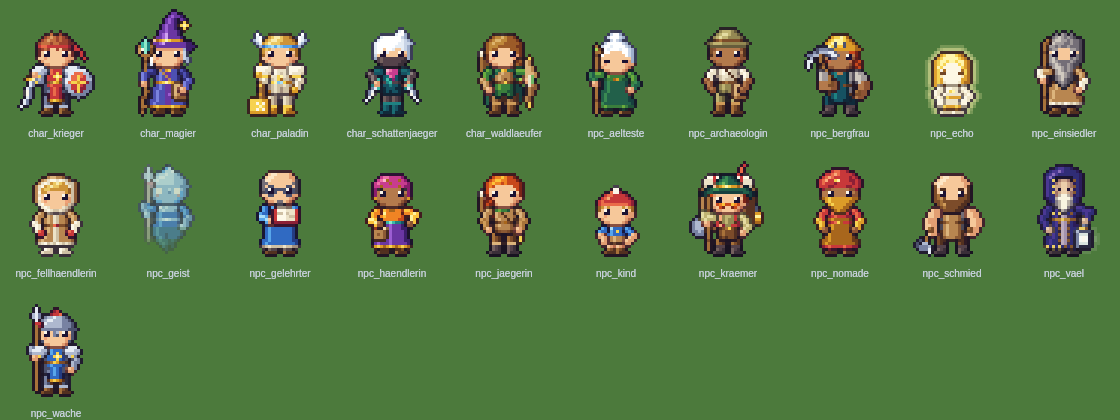 char_krieger
char_magier
char_paladin
char_schattenjaeger
char_waldlaeufer
npc_aelteste
npc_archaeologin
npc_bergfrau
npc_echo
npc_einsiedler
npc_fellhaendlerin
npc_geist
npc_gelehrter
npc_haendlerin
npc_jaegerin
npc_kind
npc_kraemer
npc_nomade
npc_schmied
npc_vael
npc_wache